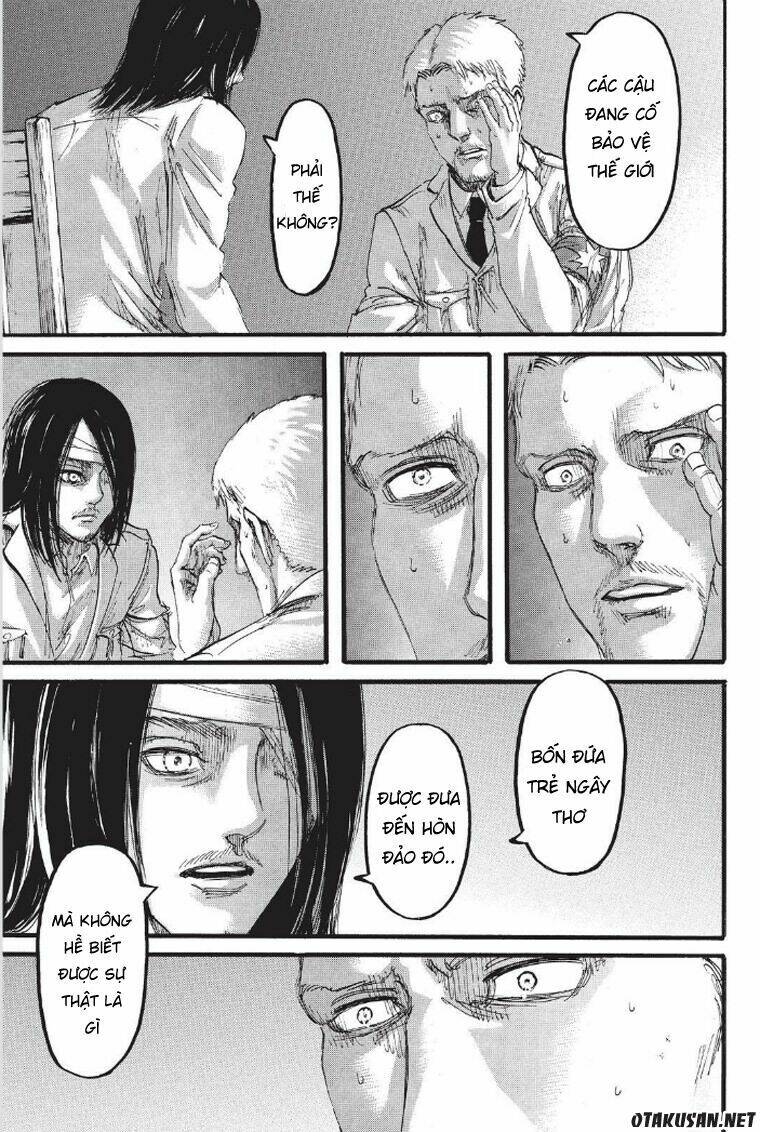 CÁC CẬU
ĐANG CỐ
BẢO VỆ
THẾ GIỚI
PHẢI
THẾ
KHÔNG?
BỐN ĐỨA
TRẺ NGÂY
THƠ
ĐƯỢC ĐƯA
ĐẾN HÒN
ĐẢO ĐÓ..
MÀ KHÔNG
HỀ BIẾT
ĐƯỢC SỰ
THẬT LÀ
GÌ
OTAKUSAN.NET